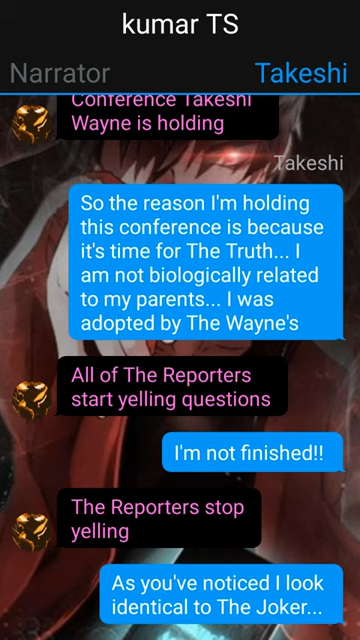 kumar TS
Narrator
Takeshi
Conference Takeshi
Wayne is holding
Takeshi
So the reason I'm holding
this conference is because
it's time for The Truth... I
am not biologically related
to my parents... I was
adopted by The Wayne's
All of The Reporters
start yelling questions
I'm not finished!!
The Reporters stop
yelling
As you've noticed I look
identical to The Joker...